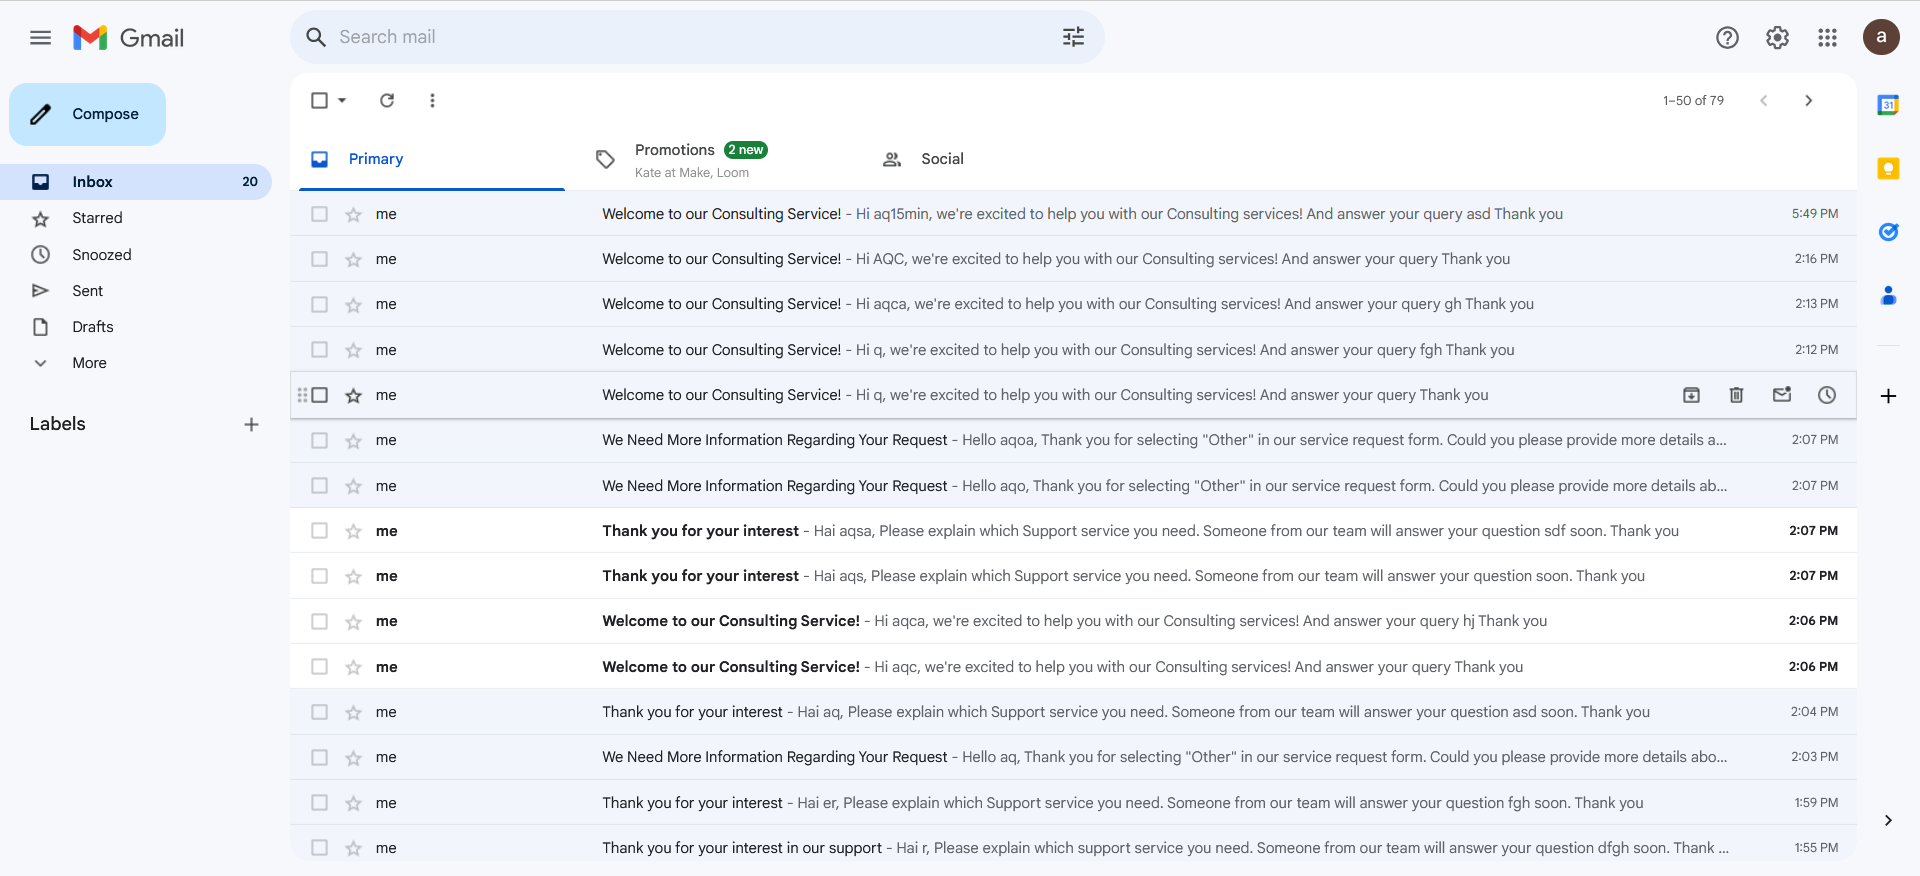 Gmail
Search mail
a
Compose
1–50 of 79
31
Primary
Promotions 2 new
Kate at Make, Loom
Social
Inbox 20
Starred
Snoozed
Sent
Drafts
More
Labels
me Welcome to our Consulting Service! - Hi aq15min, we're excited to help you with our Consulting services! And answer your query asd Thank you 5:49 PM
me Welcome to our Consulting Service! - Hi AQC, we're excited to help you with our Consulting services! And answer your query Thank you 2:16 PM
me Welcome to our Consulting Service! - Hi aqca, we're excited to help you with our Consulting services! And answer your query gh Thank you 2:13 PM
me Welcome to our Consulting Service! - Hi q, we're excited to help you with our Consulting services! And answer your query fgh Thank you 2:12 PM
me Welcome to our Consulting Service! - Hi q, we're excited to help you with our Consulting services! And answer your query Thank you
me We Need More Information Regarding Your Request - Hello aqoa, Thank you for selecting "Other" in our service request form. Could you please provide more details a... 2:07 PM
me We Need More Information Regarding Your Request - Hello aqo, Thank you for selecting "Other" in our service request form. Could you please provide more details ab... 2:07 PM
me Thank you for your interest - Hai aqsa, Please explain which Support service you need. Someone from our team will answer your question sdf soon. Thank you 2:07 PM
me Thank you for your interest - Hai aqs, Please explain which Support service you need. Someone from our team will answer your question soon. Thank you 2:07 PM
me Welcome to our Consulting Service! - Hi aqca, we're excited to help you with our Consulting services! And answer your query hj Thank you 2:06 PM
me Welcome to our Consulting Service! - Hi aqc, we're excited to help you with our Consulting services! And answer your query Thank you 2:06 PM
me Thank you for your interest - Hai aq, Please explain which Support service you need. Someone from our team will answer your question asd soon. Thank you 2:04 PM
me We Need More Information Regarding Your Request - Hello aq, Thank you for selecting "Other" in our service request form. Could you please provide more details abo... 2:03 PM
me Thank you for your interest - Hai er, Please explain which Support service you need. Someone from our team will answer your question fgh soon. Thank you 1:59 PM
me Thank you for your interest in our support - Hai r, Please explain which support service you need. Someone from our team will answer your question dfgh soon. Thank ... 1:55 PM